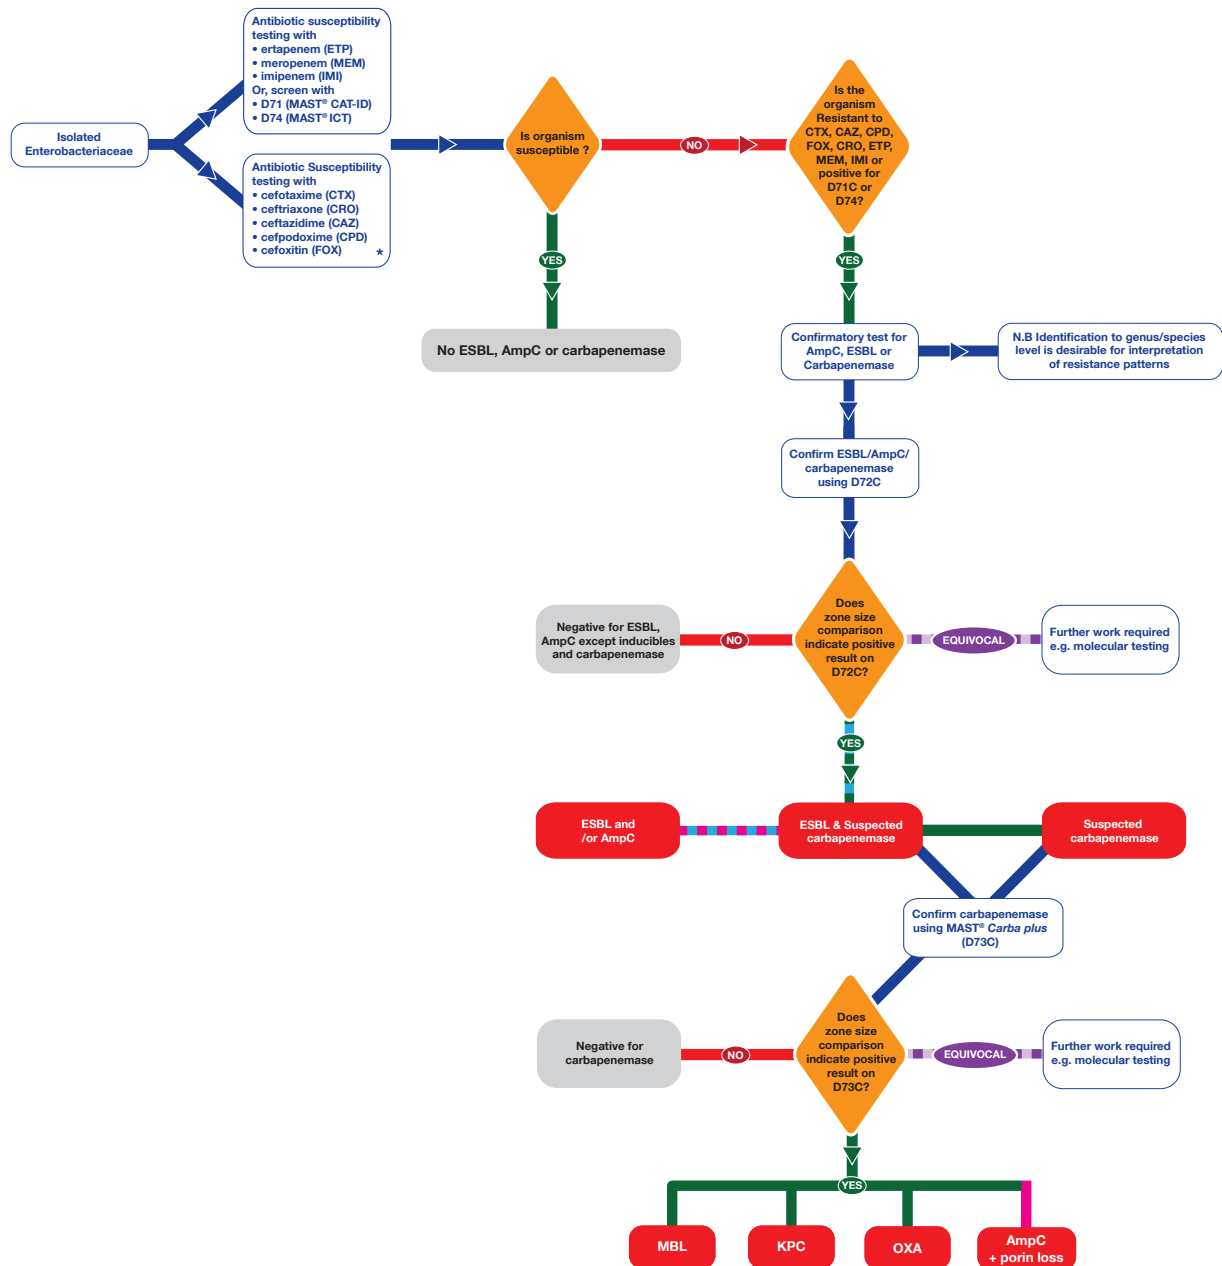 Isolated
Enterobacteriaceae
Antibiotic susceptibility
testing with
• ertapenem (ETP)
• meropenem (MEM)
• imipenem (IMI)
Or, screen with
• D71 (MAST® CAT-ID)
• D74 (MAST® ICT)
Antibiotic Susceptibility
testing with
• cefotaxime (CTX)
• ceftriaxone (CRO)
• ceftazidime (CAZ)
• cefpodoxime (CPD)
• cefoxitin (FOX) *
Is organism
susceptible ?
NO
YES
No ESBL, AmpC or carbapenemase
Is the
organism
Resistant to
CTX, CAZ, CPD,
FOX, CRO, ETP,
MEM, IMI or
positive for
D71C or
D74?
YES
Confirmatory test for
AmpC, ESBL or
Carbapenemase
N.B Identification to genus/species
level is desirable for interpretation
of resistance patterns
Confirm ESBL/AmpC/
carbapenemase
using D72C
Does
zone size
comparison
indicate positive
result on
D72C?
NO
Negative for ESBL,
AmpC except inducibles
and carbapenemase
EQUIVOCAL
Further work required
e.g. molecular testing
YES
ESBL and
/or AmpC
ESBL & Suspected
carbapenemase
Suspected
carbapenemase
Confirm carbapenemase
using MAST® Carba plus
(D73C)
Does
zone size
comparison
indicate positive
result on
D73C?
NO
Negative for
carbapenemase
EQUIVOCAL
Further work required
e.g. molecular testing
YES
MBL
KPC
OXA
AmpC
+ porin loss